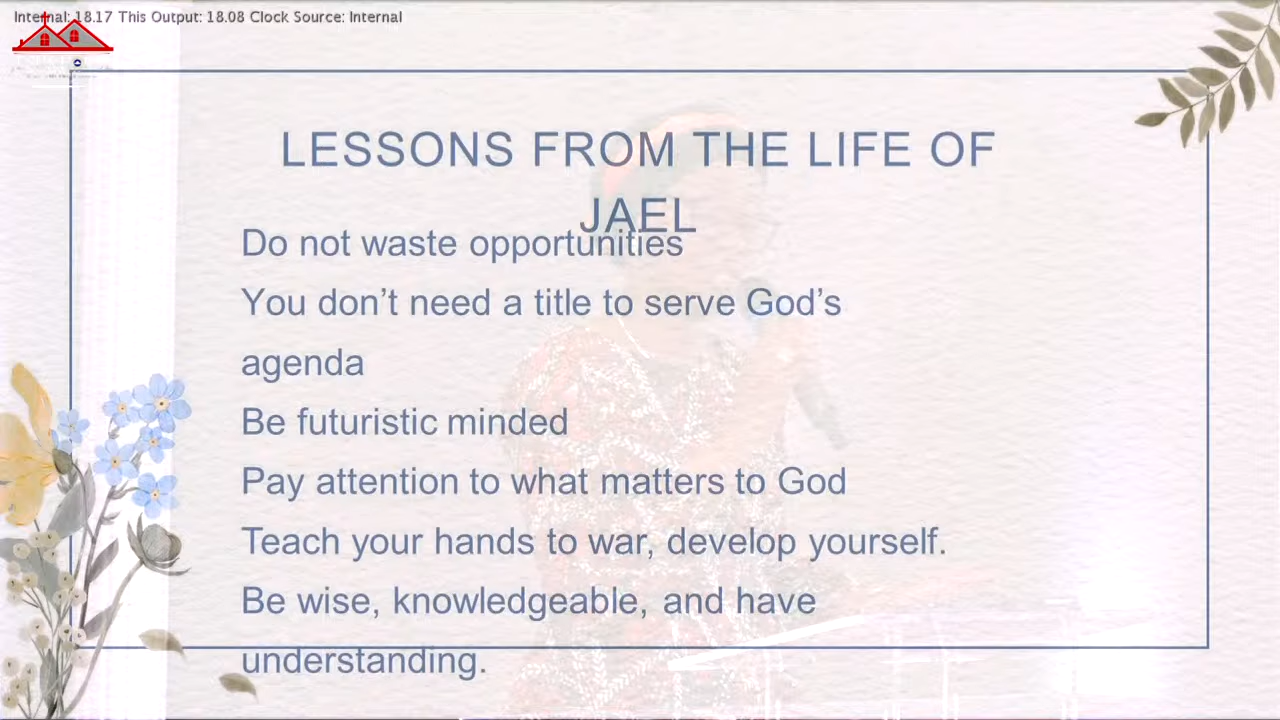 Internal: 18.17 This Output: 18.08 Clock Source: Internal
LESSONS FROM THE LIFE OF
JAEL
Do not waste opportunities
You don’t need a title to serve God’s
agenda
Be futuristic minded
Pay attention to what matters to God
Teach your hands to war, develop yourself.
Be wise, knowledgeable, and have
understanding.